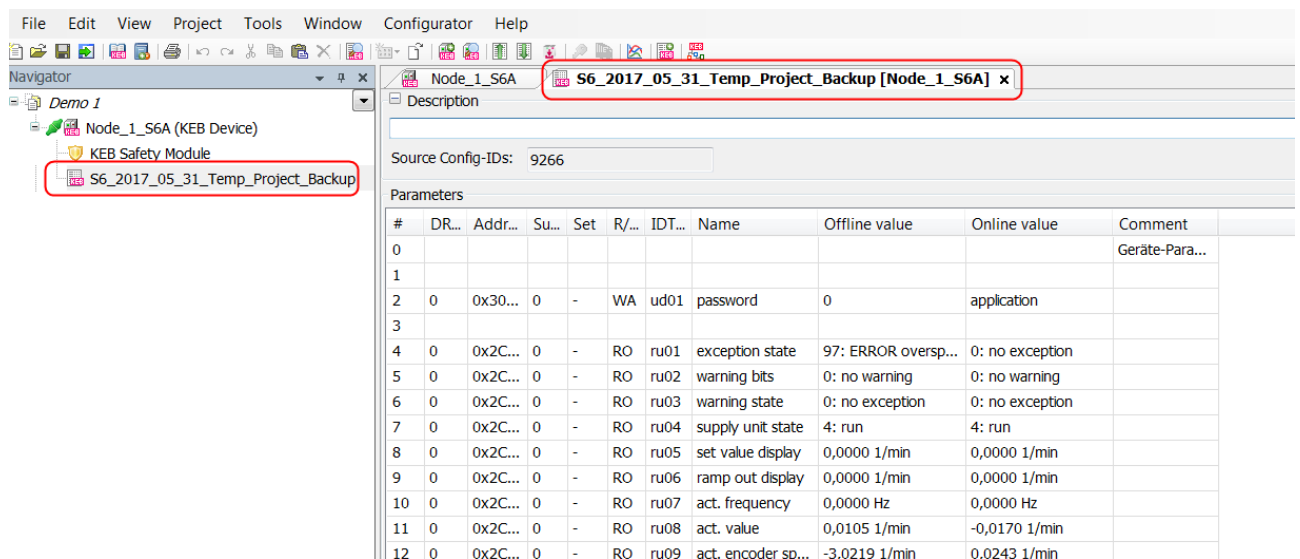 File Edit View Project Tools Window Configurator Help
Navigator
Demo 1
Node_1_S6A (KEB Device)
KEB Safety Module
S6_2017_05_31_Temp_Project_Backup
Node_1_S6A S6_2017_05_31_Temp_Project_Backup [Node_1_S6A] x
Description
Source Config-IDs: 9266
Parameters
# DR... Addr... Su... Set R/... IDT... Name Offline value Online value Comment
0 Geräte-Para...
1
2 0 0x30... 0 - WA ud01 password 0 application
3
4 0 0x2C... 0 - RO ru01 exception state 97: ERROR oversp... 0: no exception
5 0 0x2C... 0 - RO ru02 warning bits 0: no warning 0: no warning
6 0 0x2C... 0 - RO ru03 warning state 0: no exception 0: no exception
7 0 0x2C... 0 - RO ru04 supply unit state 4: run 4: run
8 0 0x2C... 0 - RO ru05 set value display 0,0000 1/min 0,0000 1/min
9 0 0x2C... 0 - RO ru06 ramp out display 0,0000 1/min 0,0000 1/min
10 0 0x2C... 0 - RO ru07 act. frequency 0,0000 Hz 0,0000 Hz
11 0 0x2C... 0 - RO ru08 act. value 0,0105 1/min -0,0170 1/min
12 0 0x2C... 0 - RO ru09 act. encoder sp... -3,0219 1/min 0,0243 1/min